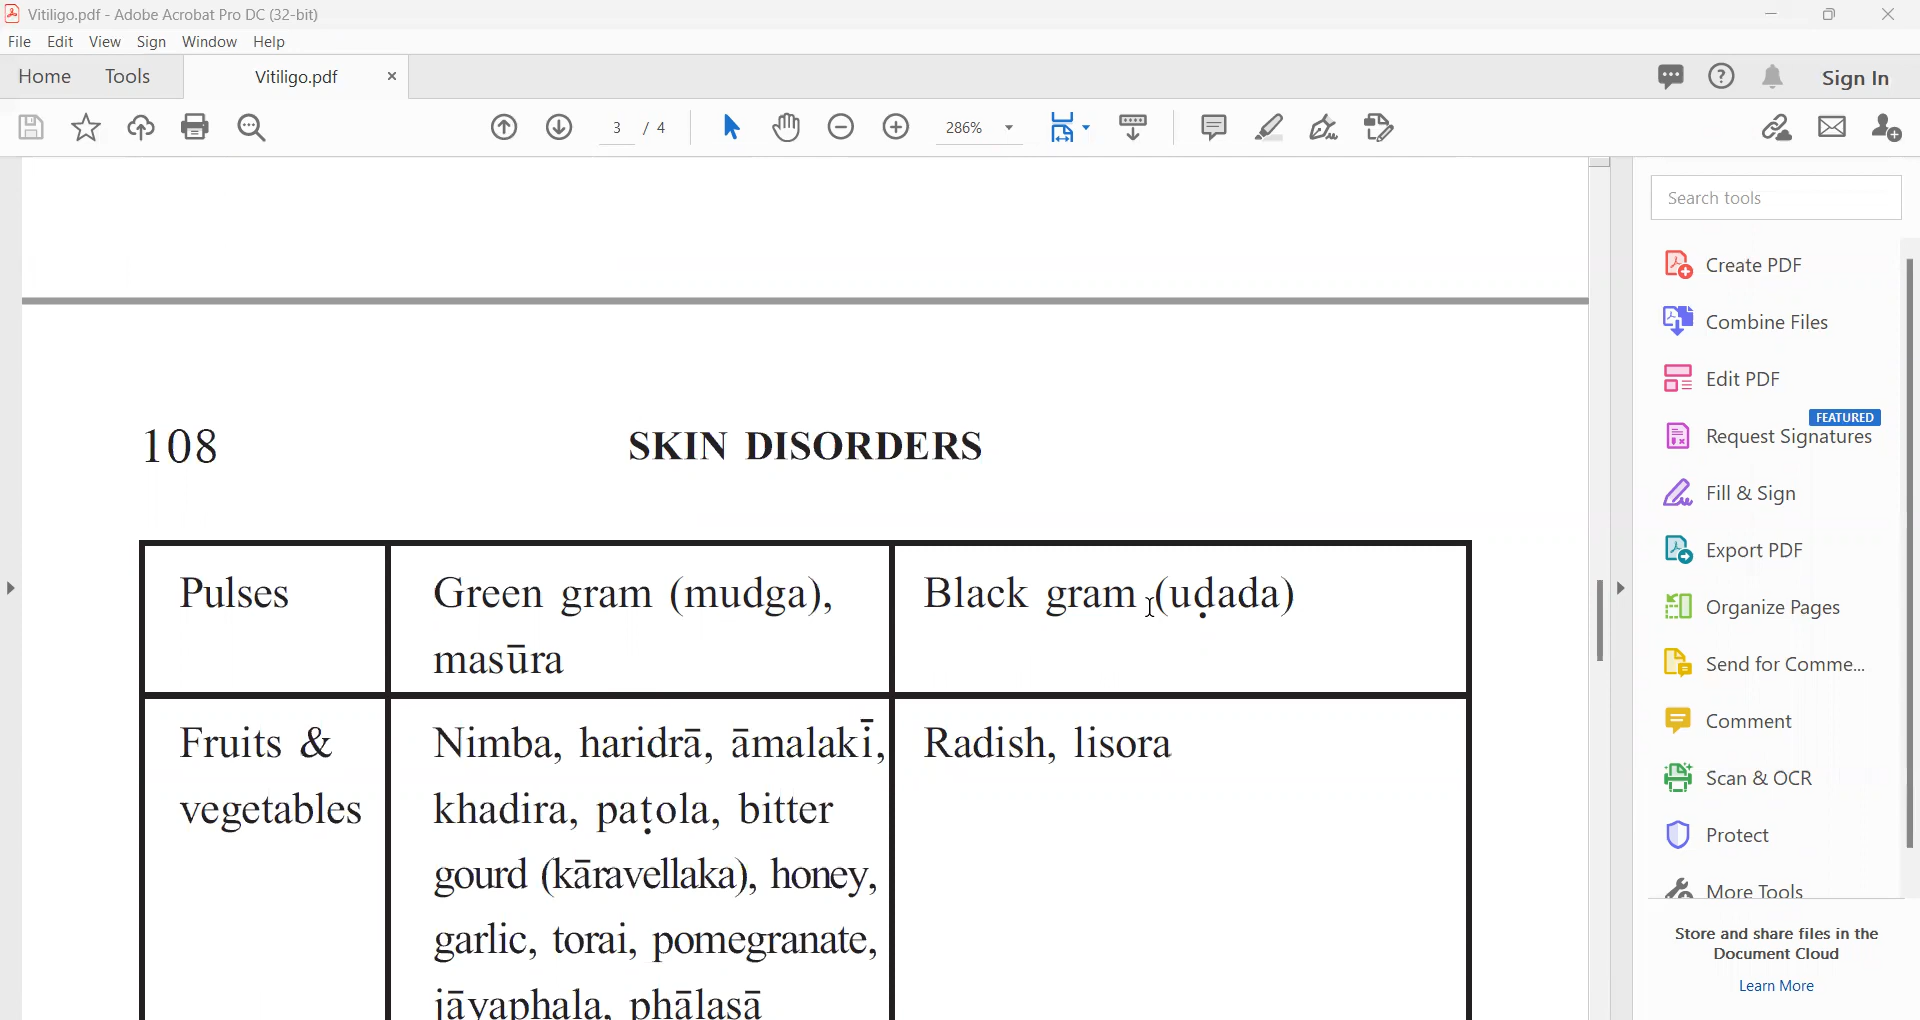 Vitiligo.pdf - Adobe Acrobat Pro DC (32-bit)
File Edit View Sign Window Help
Home Tools Vitiligo.pdf × Sign In
3 / 4 286%
Search tools
Create PDF
Combine Files
Edit PDF
FEATURED
Request Signatures
Fill & Sign
Export PDF
Organize Pages
Send for Comme...
Comment
Scan & OCR
Protect
More Tools
Store and share files in the
Document Cloud
Learn More
108 SKIN DISORDERS
Pulses Green gram (mudga), Black gram (uḍada)
masūra
Fruits & Nimba, haridrā, āmalakī, Radish, lisora
vegetables khadira, paṭola, bitter
gourd (kāravellaka), honey,
garlic, torai, pomegranate,
jāyaphala, phālasā